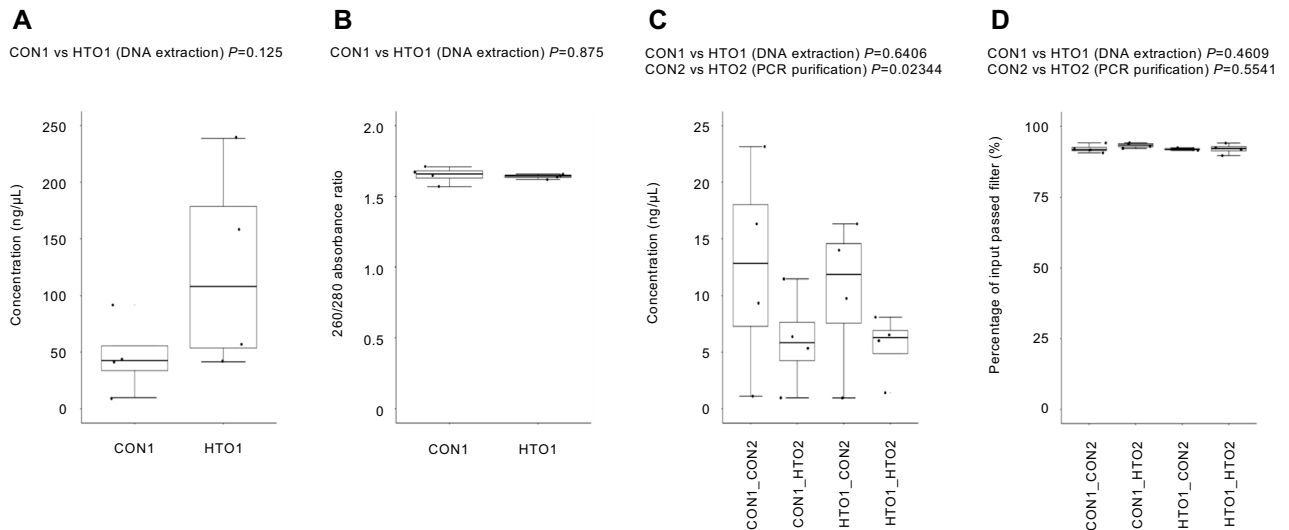 A
CON1 vs HTO1 (DNA extraction) P=0.125
Concentration (ng/µL)
250
200
150
100
50
0
CON1
HTO1
B
CON1 vs HTO1 (DNA extraction) P=0.875
260/280 absorbance ratio
2.0
1.5
1.0
0.5
0
CON1
HTO1
C
CON1 vs HTO1 (DNA extraction) P=0.6406
CON2 vs HTO2 (PCR purification) P=0.02344
Concentration (ng/µL)
25
20
15
10
5
0
CON1_CON2
CON1_HTO2
HTO1_CON2
HTO1_HTO2
D
CON1 vs HTO1 (DNA extraction) P=0.4609
CON2 vs HTO2 (PCR purification) P=0.5541
Percentage of input passed filter (%)
100
75
50
25
0
CON1_CON2
CON1_HTO2
HTO1_CON2
HTO1_HTO2